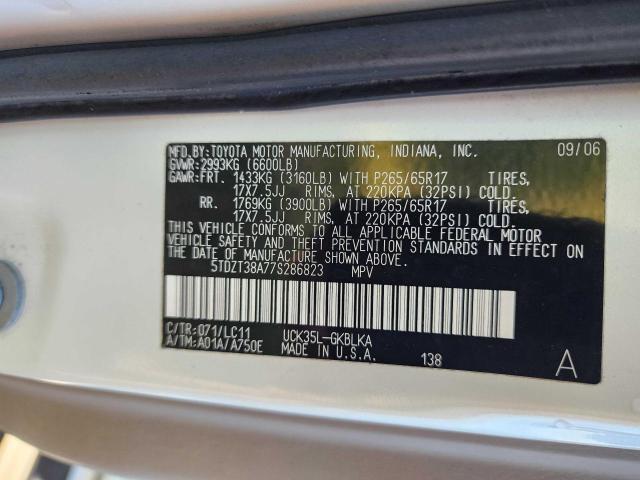 MFD.BY:TOYOTA MOTOR MANUFACTURING, INDIANA, INC. 09/06
GVWR:2993KG (6600LB)
GAWR:FRT. 1433KG (3160LB) WITH P265/65R17 TIRES,
17X7.5JJ RIMS, AT 220KPA (32PSI) COLD.
RR. 1769KG (3900LB) WITH P265/65R17 TIRES,
17X7.5JJ RIMS, AT 220KPA (32PSI) COLD.
THIS VEHICLE CONFORMS TO ALL APPLICABLE FEDERAL MOTOR
VEHICLE SAFETY AND THEFT PREVENTION STANDARDS IN EFFECT ON
THE DATE OF MANUFACTURE SHOWN ABOVE.
5TDZT38A77S286823 MPV
C/TR:071/LC11 UCK35L-GKBLKA
A/TM:A01A/A750E MADE IN U.S.A. 138 A